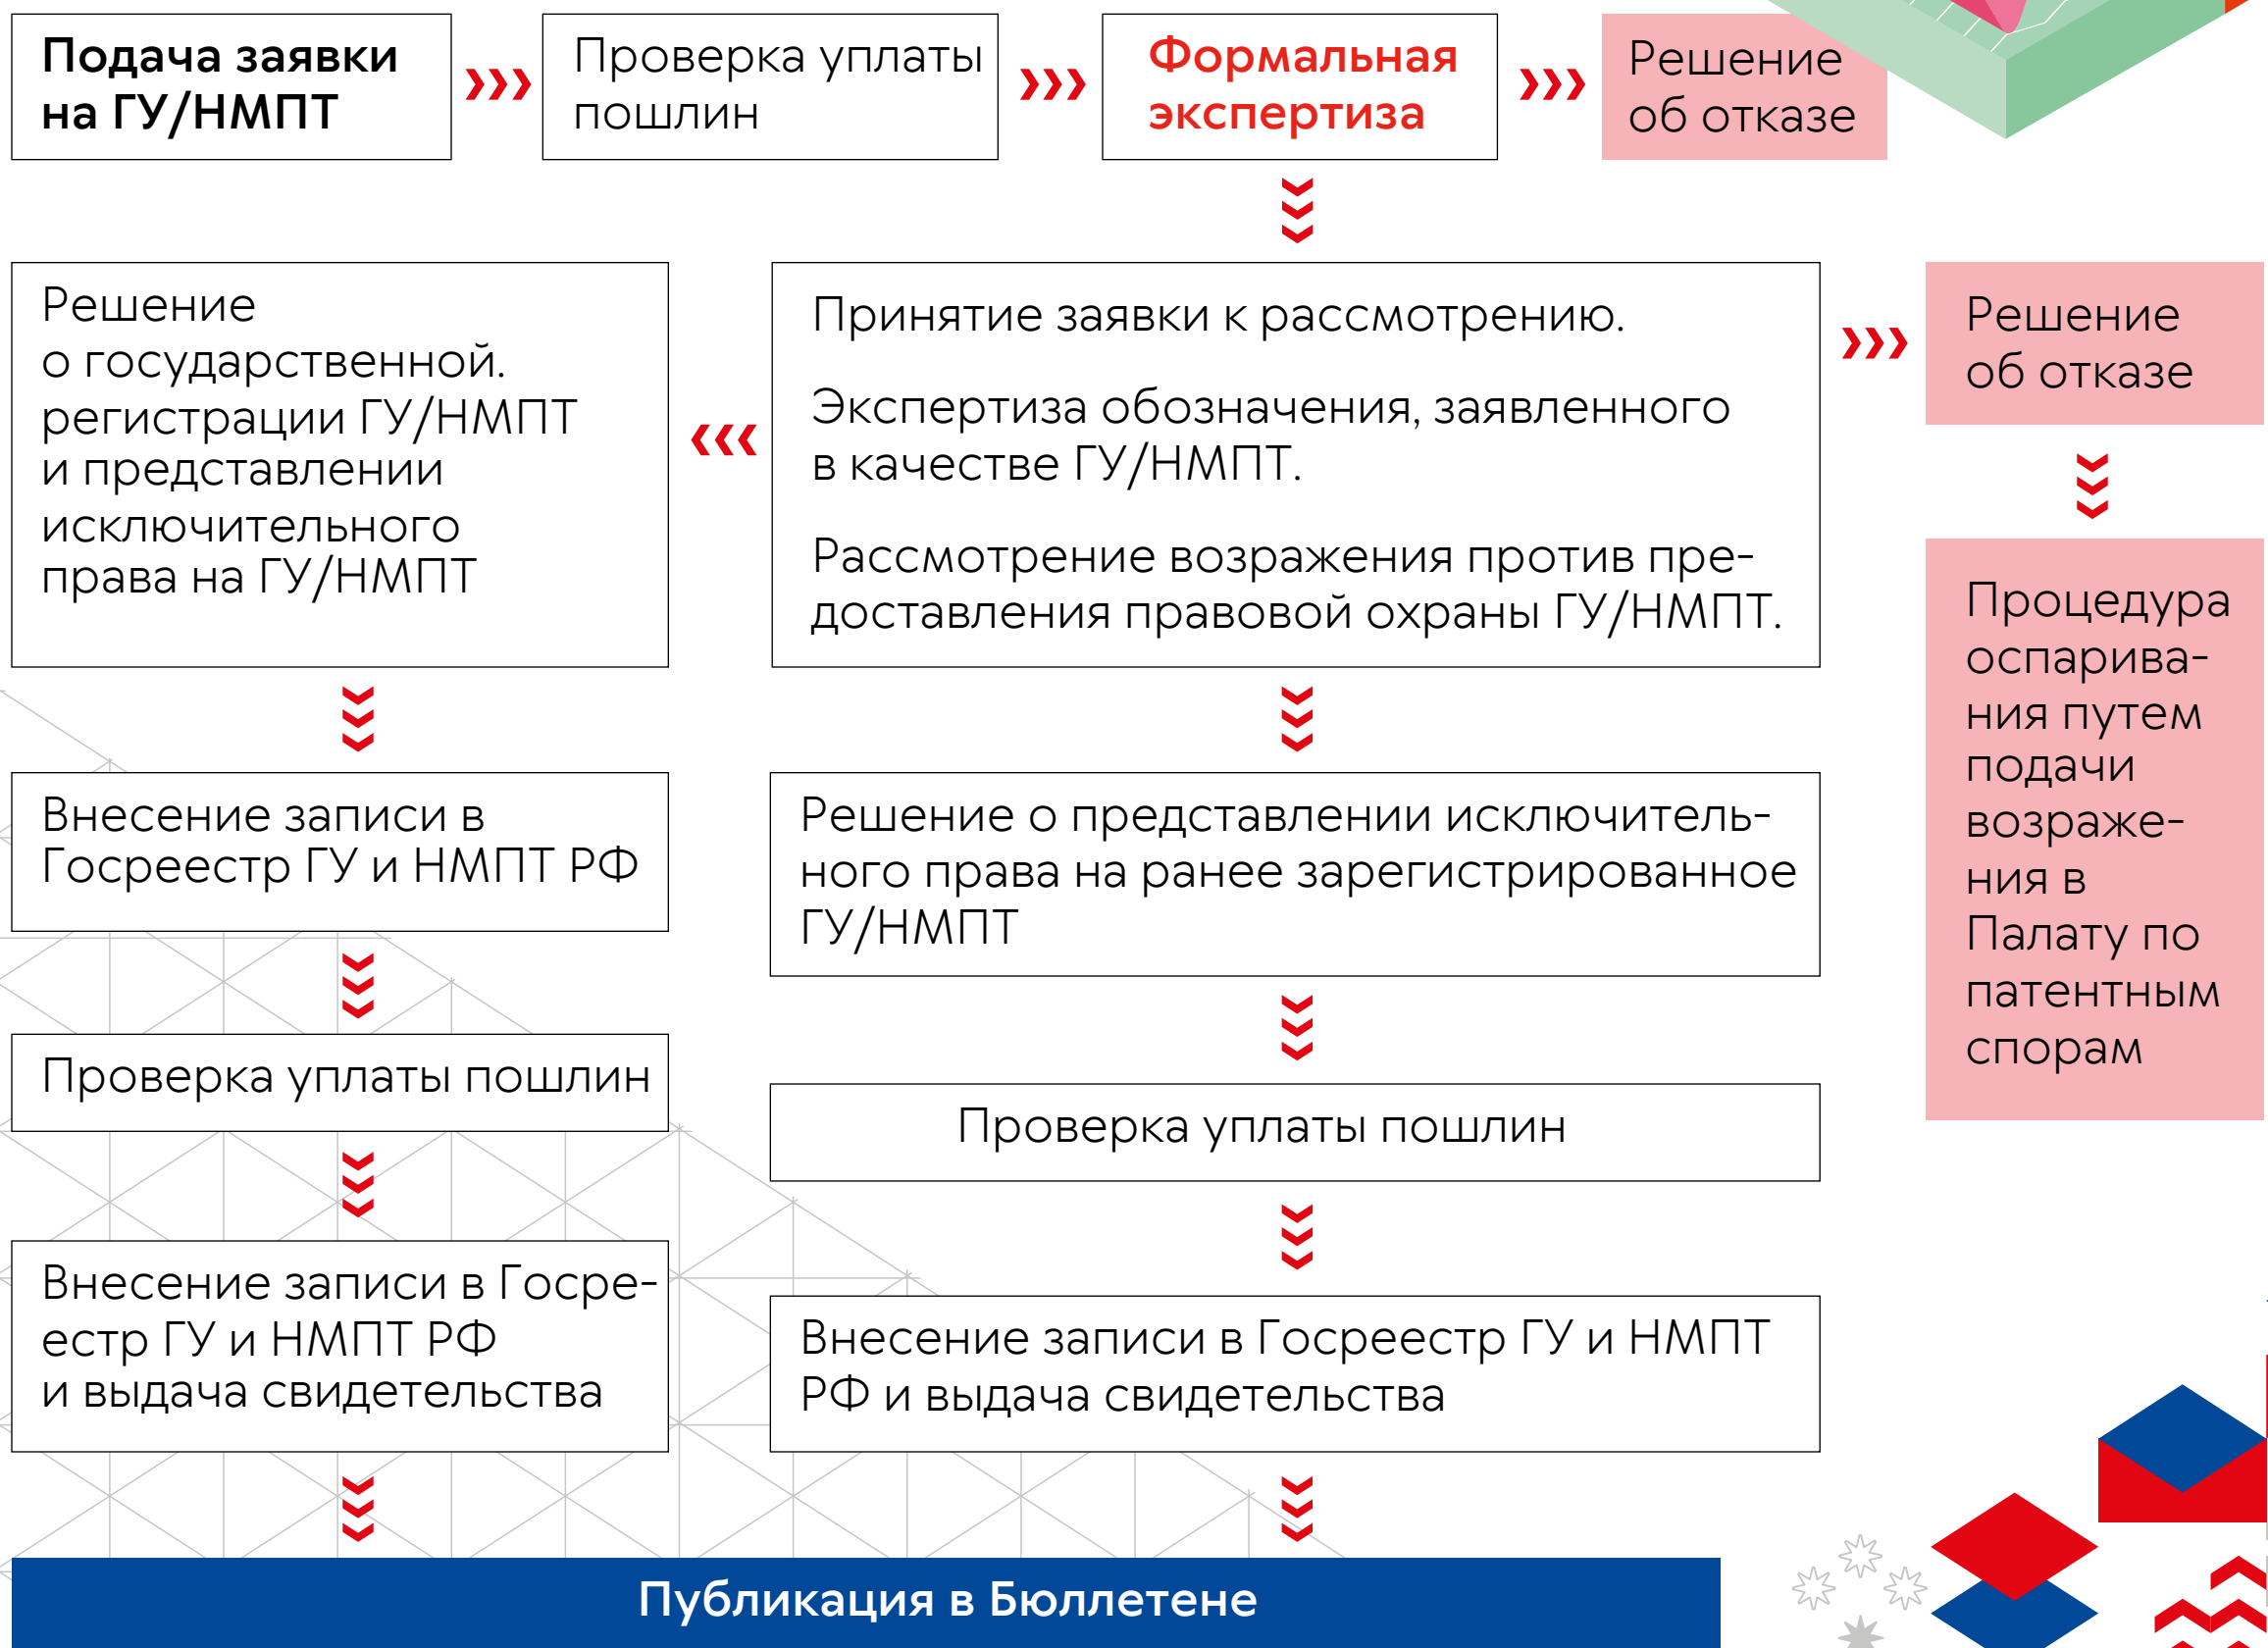 Подача заявки
на ГУ/НМПТ
Проверка уплаты
пошлин
Формальная
экспертиза
Решение
об отказе
Решение
о государственной.
регистрации ГУ/НМПТ
и представлении
исключительного
права на ГУ/НМПТ
Принятие заявки к рассмотрению.
Экспертиза обозначения, заявленного
в качестве ГУ/НМПТ.
Рассмотрение возражения против пре-
доставления правовой охраны ГУ/НМПТ.
Решение
об отказе
Процедура
оспарива-
ния путем
подачи
возраже-
ния в
Палату по
патентным
спорам
Внесение записи в
Госреестр ГУ и НМПТ РФ
Решение о представлении исключитель-
ного права на ранее зарегистрированное
ГУ/НМПТ
Проверка уплаты пошлин
Проверка уплаты пошлин
Внесение записи в Госре-
естр ГУ и НМПТ РФ
и выдача свидетельства
Внесение записи в Госреестр ГУ и НМПТ
РФ и выдача свидетельства
Публикация в Бюллетене